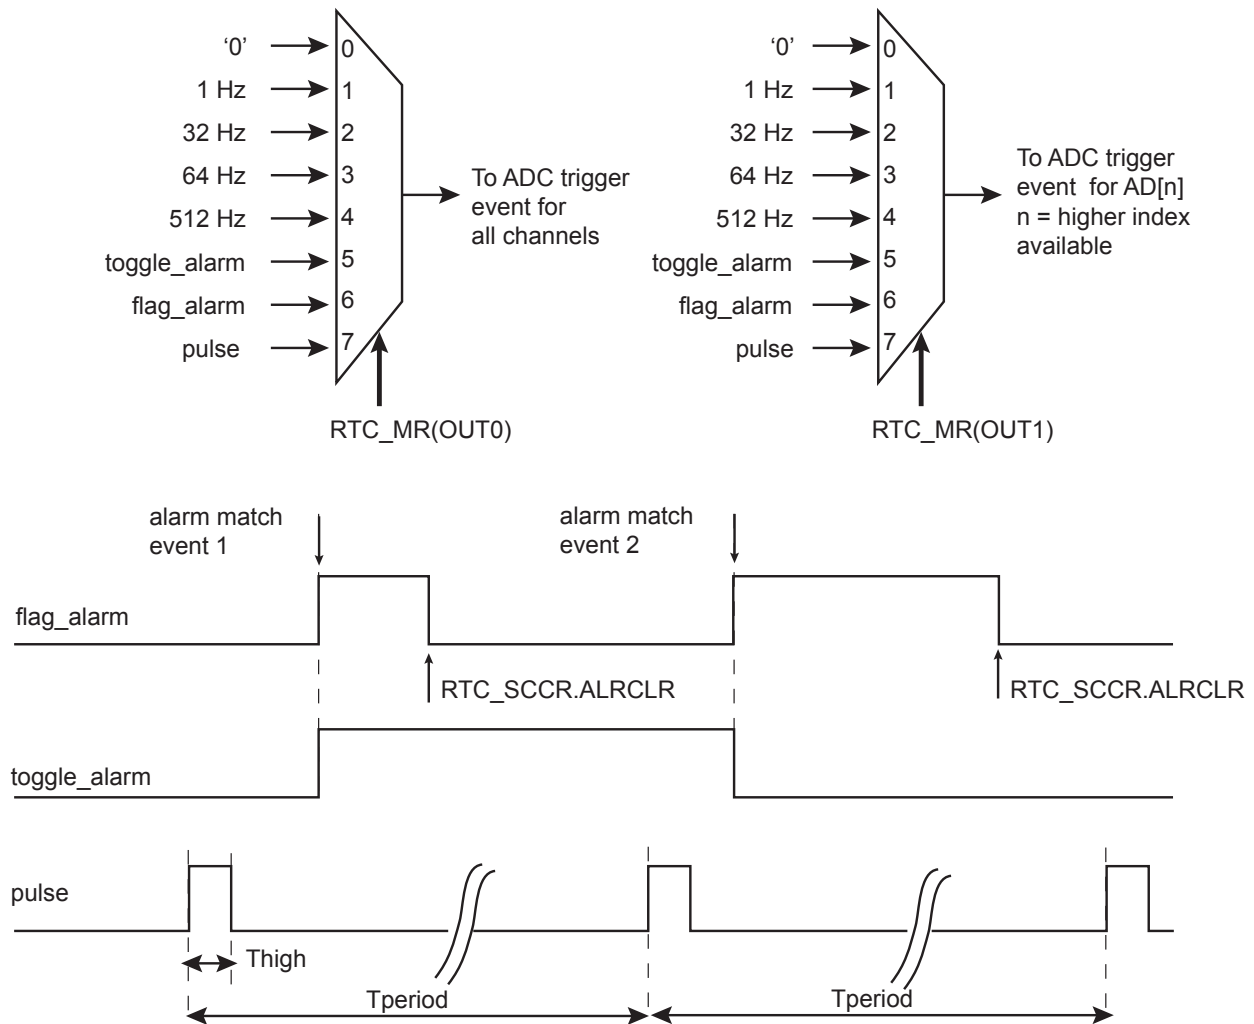 ‘0’
0
1 Hz
1
32 Hz
2
64 Hz
3
512 Hz
4
toggle_alarm
5
flag_alarm
6
pulse
7
To ADC trigger
event for
all channels
RTC_MR(OUT0)
‘0’
0
1 Hz
1
32 Hz
2
64 Hz
3
512 Hz
4
toggle_alarm
5
flag_alarm
6
pulse
7
To ADC trigger
event for AD[n]
n = higher index
available
RTC_MR(OUT1)
alarm match
event 1
alarm match
event 2
flag_alarm
RTC_SCCR.ALRCLR
RTC_SCCR.ALRCLR
toggle_alarm
pulse
Thigh
Tperiod
Tperiod